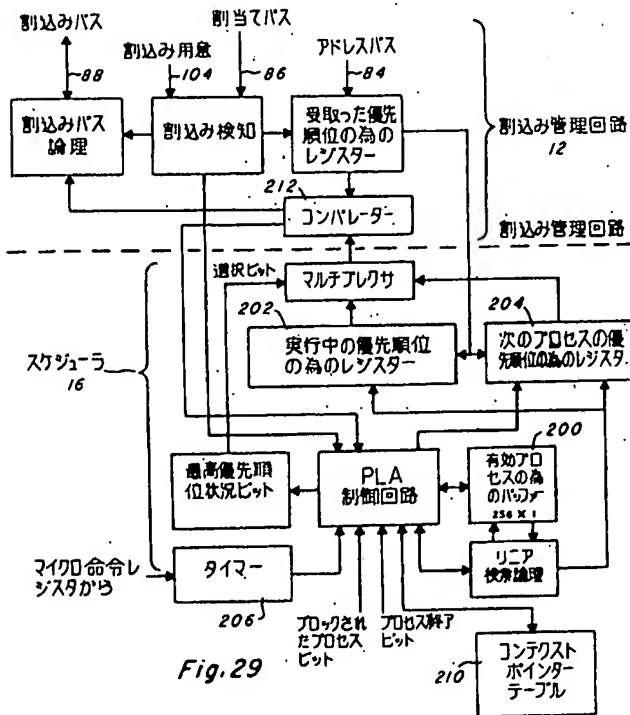 割込みバス
割込み用意
割当てバス
アドレスバス
88
104
86
84
割込みバス
論理
割込み検知
受取った優先
順位の為の
レジスター
割込み管理回路
12
212
コンパレーター
割込み管理回路
選択ビット
マルチプレクサ
202
204
実行中の優先順位
の為のレジスター
次のプロセスの優
先順位の為のレジスタ
スケジューラ
16
最高優先順
位状況ビット
PLA
制御回路
200
有効プロ
セスの為
のバッファー
256×1
マイクロ命令レ
ジスタから
タイマー
206
リニア
検索論理
ブロックされ
たプロセス
ビット
プロセス終了
ビット
Fig.29
210
コンテクスト
ポインター
テーブル